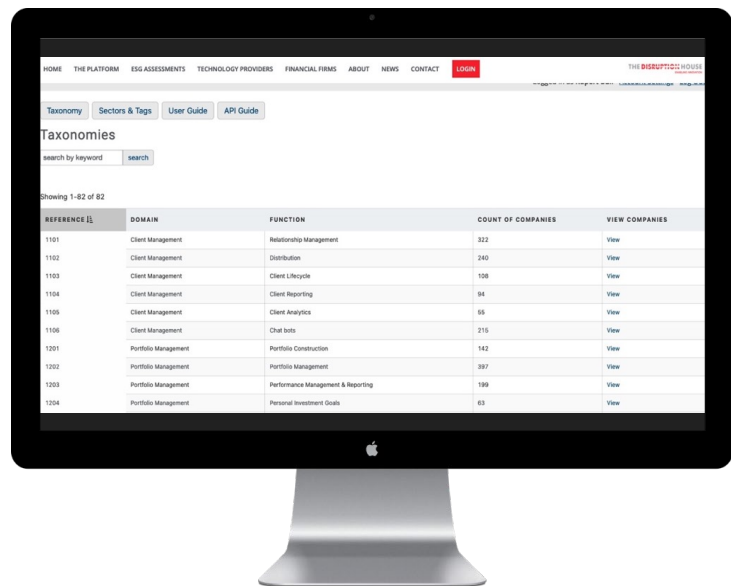 HOME THE PLATFORM ESG ASSESSMENTS TECHNOLOGY PROVIDERS FINANCIAL FIRMS ABOUT NEWS CONTACT LOGIN THE DISRUPTION HOUSE
Taxonomy Sectors & Tags User Guide API Guide
Taxonomies
search by keyword search
Showing 1-82 of 82
REFERENCE DOMAIN FUNCTION COUNT OF COMPANIES VIEW COMPANIES
1101 Client Management Relationship Management 322 View
1102 Client Management Distribution 240 View
1103 Client Management Client Lifecycle 108 View
1104 Client Management Client Reporting 94 View
1105 Client Management Client Analytics 55 View
1106 Client Management Chat bots 215 View
1201 Portfolio Management Portfolio Construction 142 View
1202 Portfolio Management Portfolio Management 397 View
1203 Portfolio Management Performance Management & Reporting 199 View
1204 Portfolio Management Personal Investment Goals 63 View